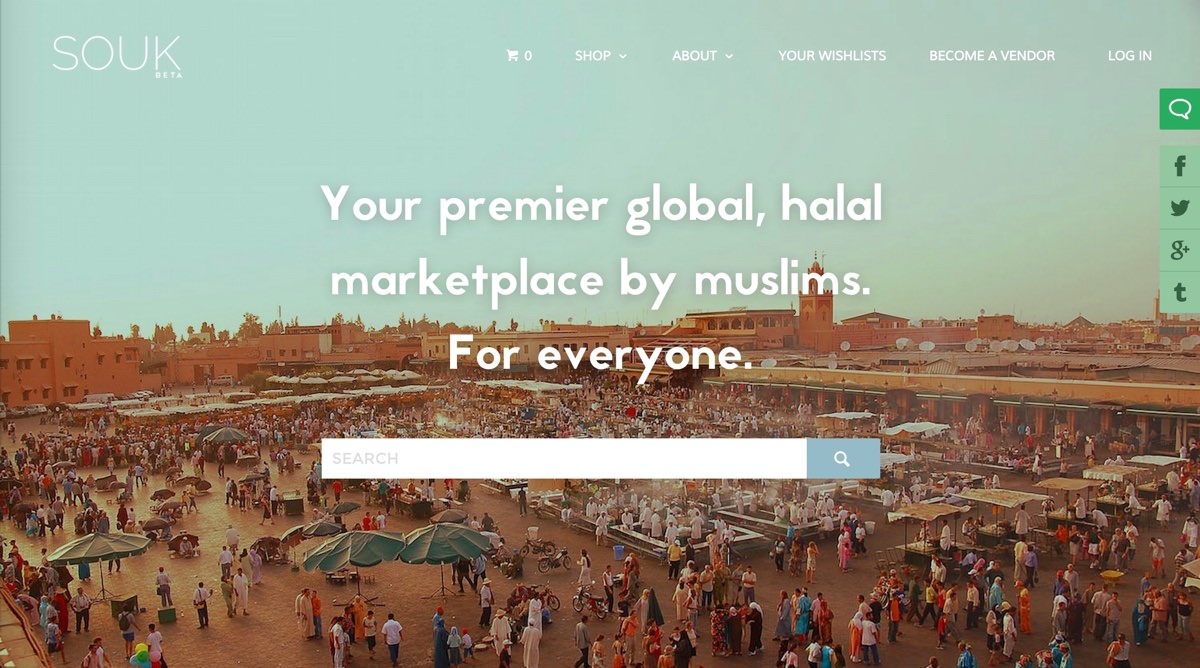 SOUK
BETA
0 SHOP ABOUT YOUR WISHLISTS BECOME A VENDOR LOG IN
Your premier global, halal
marketplace by muslims.
For everyone.
SEARCH